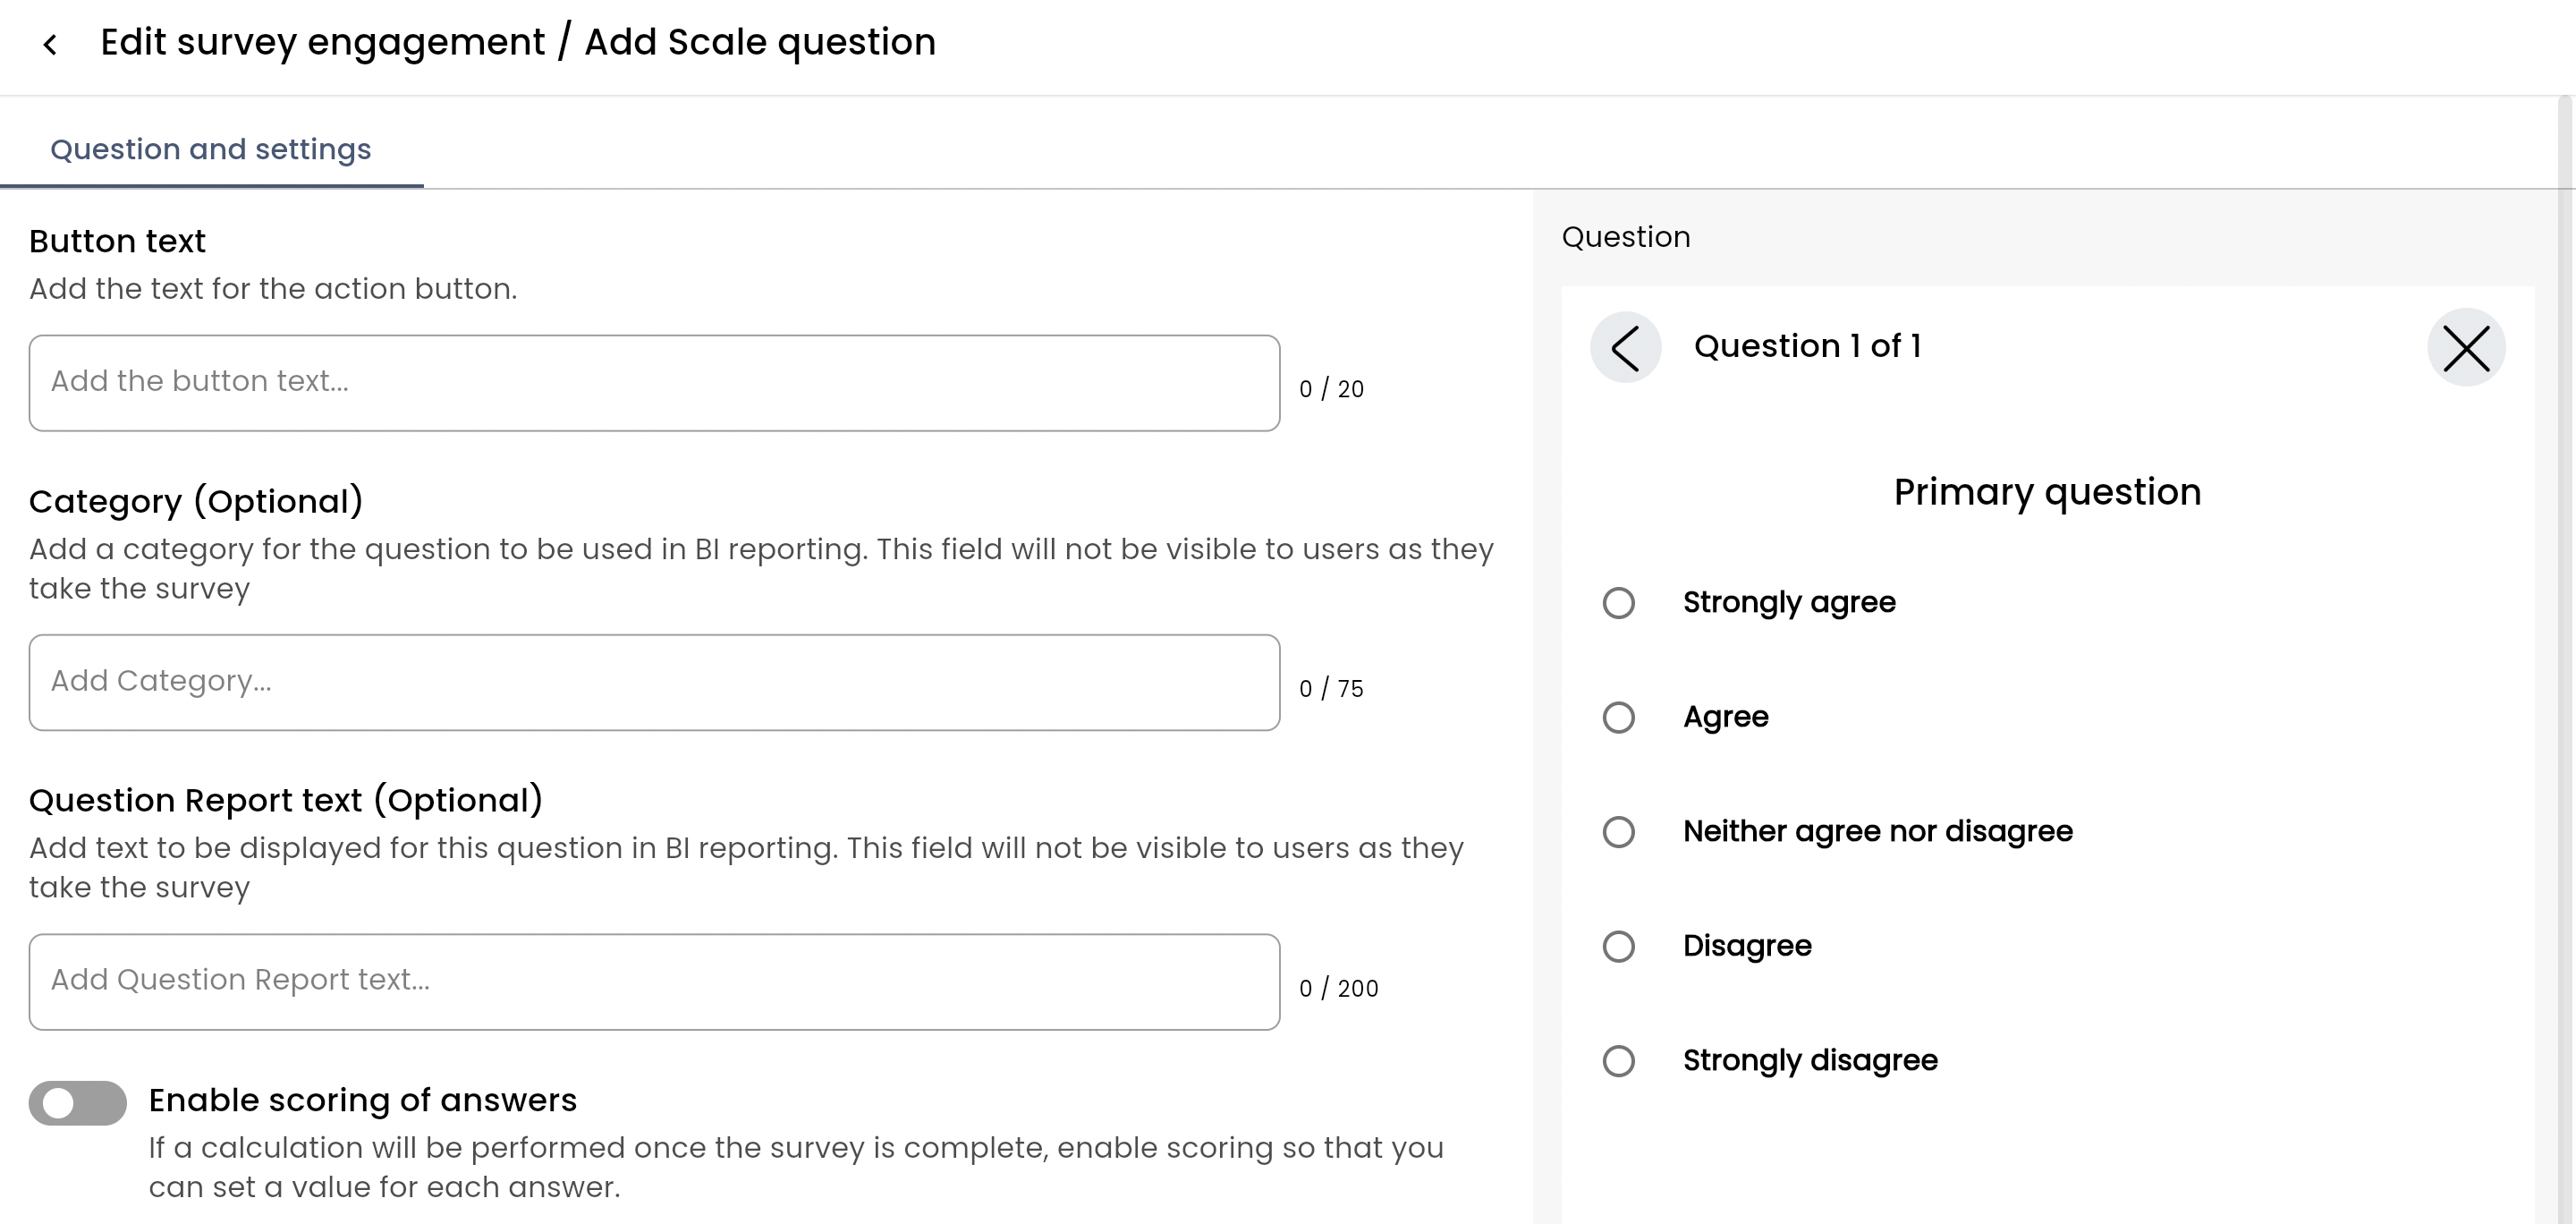 Edit survey engagement / Add Scale question
Question and settings
Button text
Add the text for the action button.
Add the button text...
0 / 20
Category (Optional)
Add a category for the question to be used in BI reporting. This field will not be visible to users as they
take the survey
Add Category...
0 / 75
Question Report text (Optional)
Add text to be displayed for this question in BI reporting. This field will not be visible to users as they
take the survey
Add Question Report text...
0 / 200
Enable scoring of answers
If a calculation will be performed once the survey is complete, enable scoring so that you
can set a value for each answer.
Question
Question 1 of 1
Primary question
Strongly agree
Agree
Neither agree nor disagree
Disagree
Strongly disagree